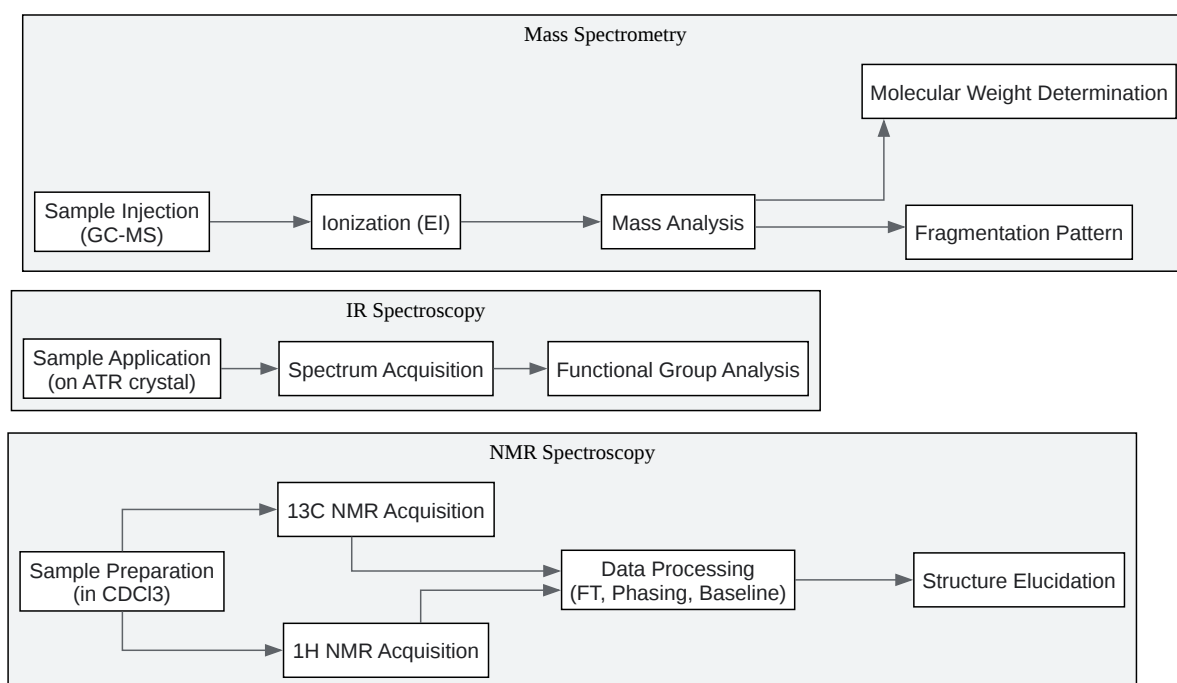 Mass Spectrometry
Molecular Weight Determination
Sample Injection
(GC-MS)
Ionization (EI)
Mass Analysis
Fragmentation Pattern
IR Spectroscopy
Sample Application
(on ATR crystal)
Spectrum Acquisition
Functional Group Analysis
NMR Spectroscopy
13C NMR Acquisition
Sample Preparation
(in CDCl3)
Data Processing
(FT, Phasing, Baseline)
Structure Elucidation
1H NMR Acquisition